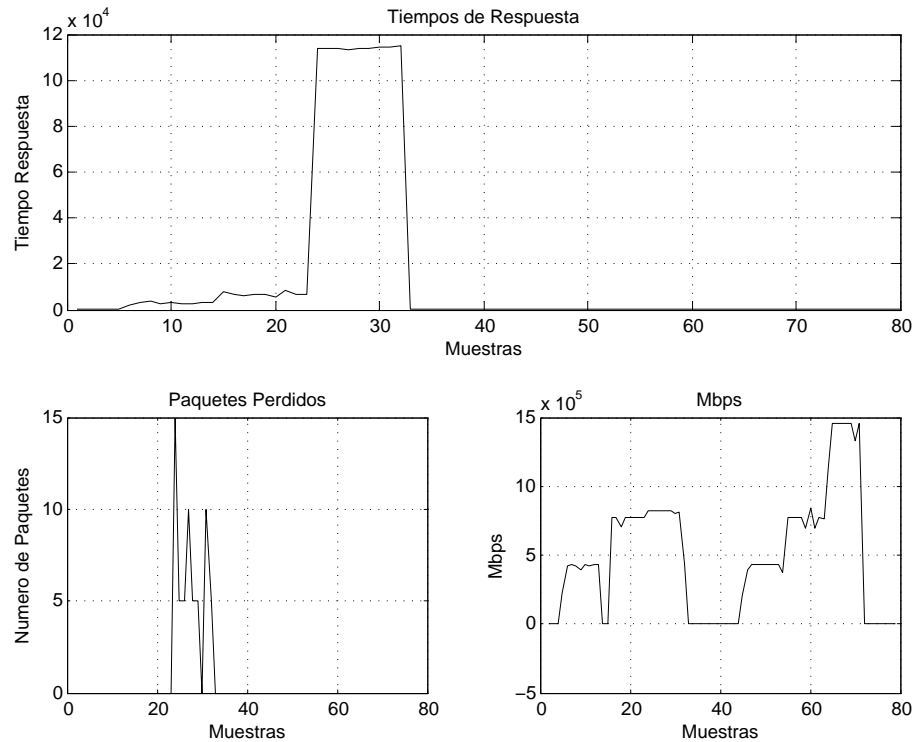 Tiempos de Respuesta
x 10^4
12
10
8
6
4
2
0
Tiempo Respuesta
0 10 20 30 40 50 60 70 80
Muestras
Paquetes Perdidos
15
10
5
0
Numero de Paquetes
0 20 40 60 80
Muestras
Mbps
x 10^5
15
10
5
0
−5
Mbps
0 20 40 60 80
Muestras